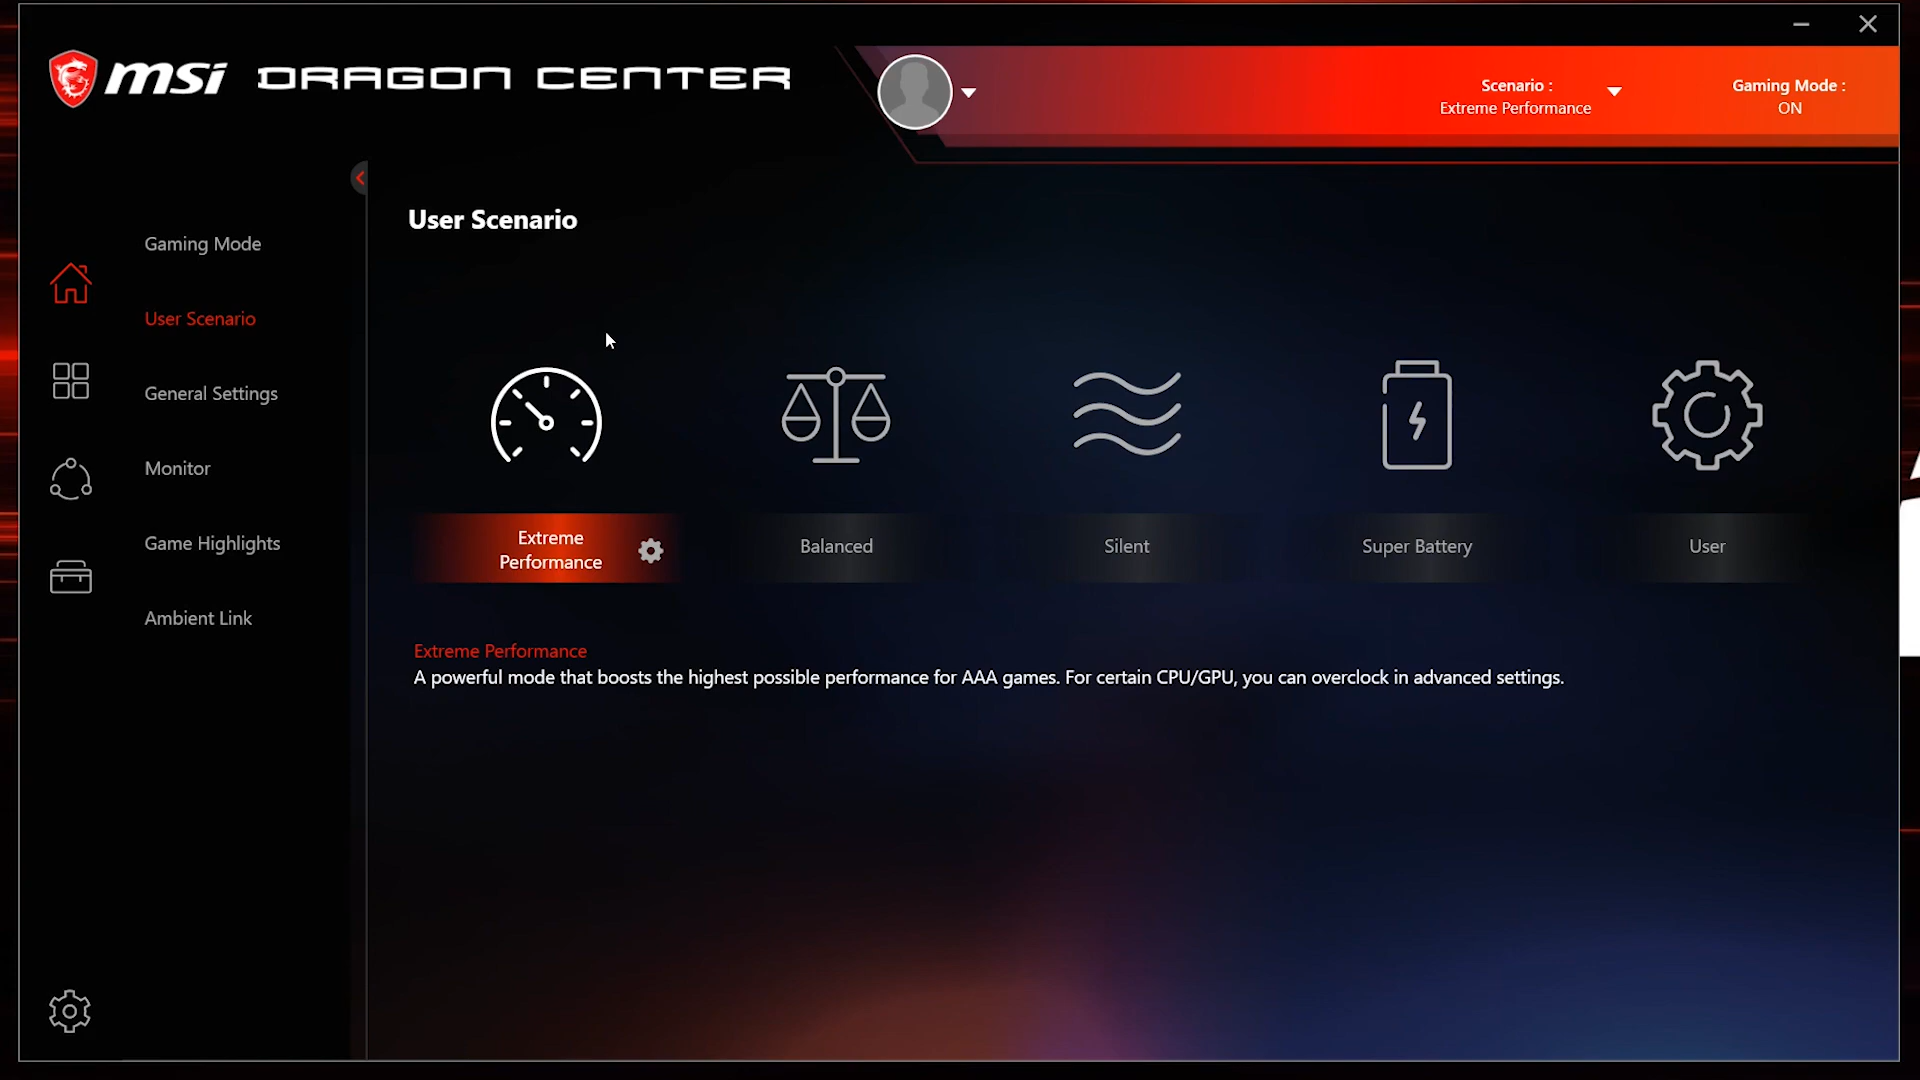 msi DRAGON CENTER
Scenario :
Extreme Performance
Gaming Mode :
ON
User Scenario
Gaming Mode
User Scenario
General Settings
Monitor
Game Highlights
Ambient Link
Extreme
Performance
Balanced
Silent
Super Battery
User
Extreme Performance
A powerful mode that boosts the highest possible performance for AAA games. For certain CPU/GPU, you can overclock in advanced settings.